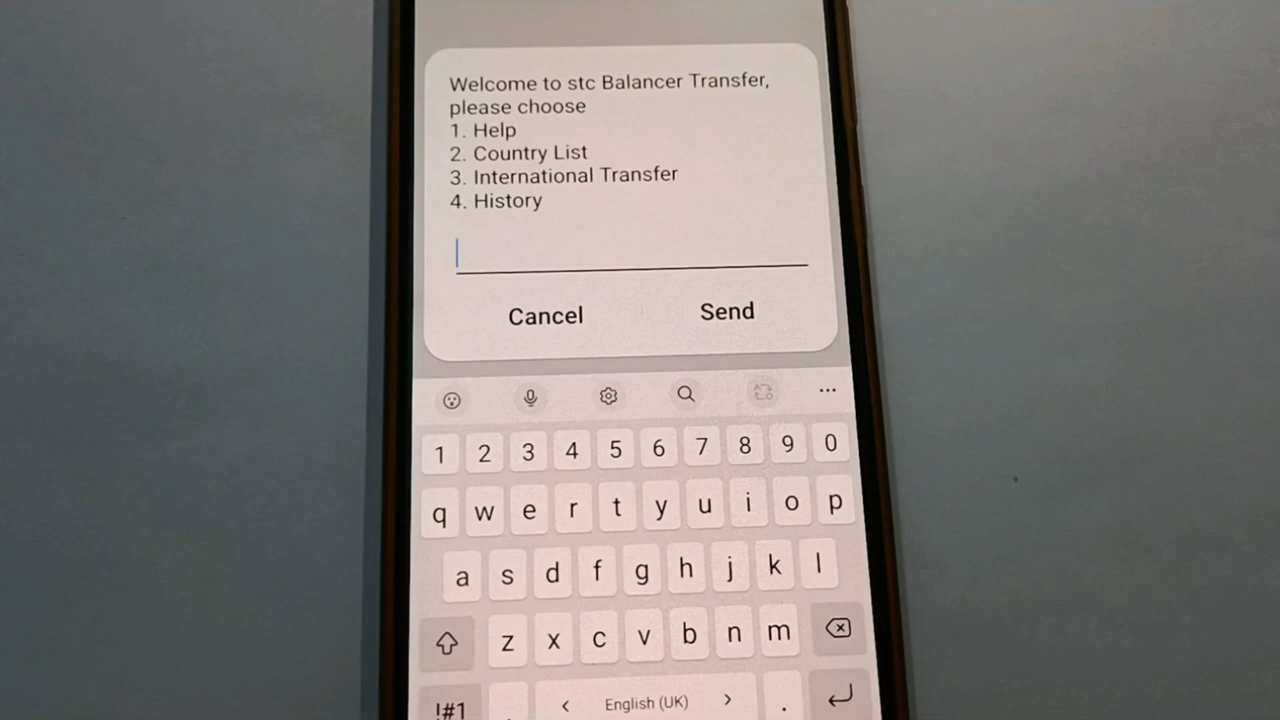 Welcome to stc Balancer Transfer,
please choose
1. Help
2. Country List
3. International Transfer
4. History
Cancel Send
1 2 3 4 5 6 7 8 9 0
q w e r t y u i o p
a s d f g h j k l
z x c v b n m
!#1 , < English (UK) > .